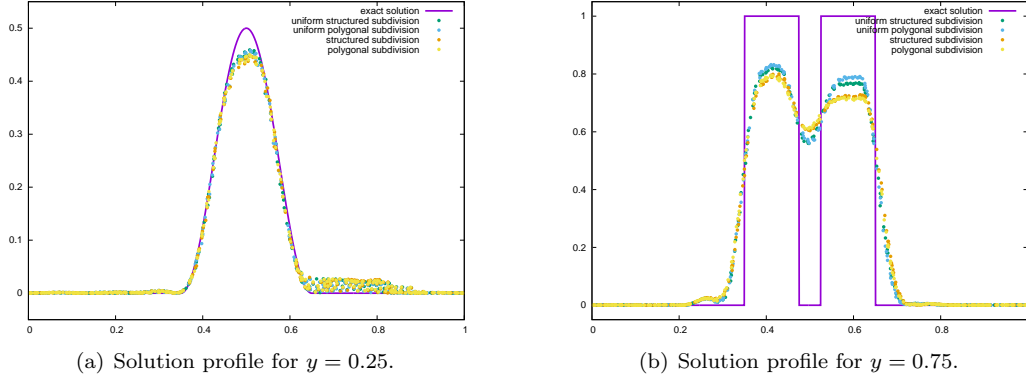 exact solution
uniform structured subdivision
uniform polygonal subdivision
structured subdivision
polygonal subdivision
0.5
0.4
0.3
0.2
0.1
0
0 0.2 0.4 0.6 0.8 1
(a) Solution profile for y = 0.25.
exact solution
uniform structured subdivision
uniform polygonal subdivision
structured subdivision
polygonal subdivision
1
0.8
0.6
0.4
0.2
0
0 0.2 0.4 0.6 0.8
(b) Solution profile for y = 0.75.